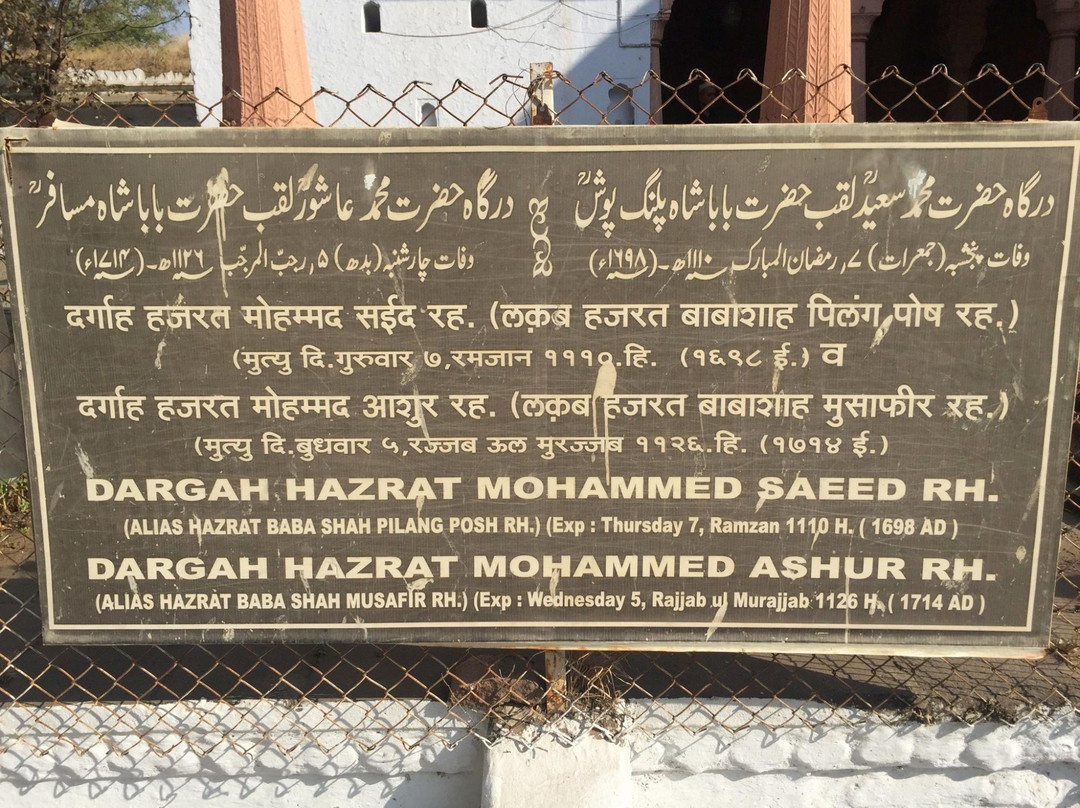 درگاہ حضرت محمد سعیدؒ لقب حضرت بابا شاہ پلنگ پوشؒ
وفات پنجشبہ (جمعرات) ۷, رمضان المبارک ۱۱۱۰ھ-(۱۶۹۸ء)
درگاہ حضرت محمد عاشورؒ لقب حضرت بابا شاہ مسافرؒ
وفات چارشنبہ (بدھ) ۵, رجبّ المرجبّ ۱۱۲۶ھ-(۱۷۱۴ء)
दर्गाह हजरत मोहम्मद सईद रह. (लक़ब हजरत बाबाशाह पिलंग पोष रह.)
(मुत्यु दि.गुरुवार ७,रमजान १११०.हि. (१६९८ ई.) व
दर्गाह हजरत मोहम्मद आशुर रह. (लक़ब हजरत बाबाशाह मुसाफीर रह.)
(मुत्यु दि.बुधवार ५,रज्जब ऊल मुरज्जब ११२६.हि. (१७१४ ई.)
DARGAH HAZRAT MOHAMMED SAEED RH.
(ALIAS HAZRAT BABA SHAH PILANG POSH RH.) (Exp : Thursday 7, Ramzan 1110 H. ( 1698 AD )
DARGAH HAZRAT MOHAMMED ASHUR RH.
(ALIAS HAZRAT BABA SHAH MUSAFIR RH.) (Exp : Wednesday 5, Rajjab ul Murajjab 1126 H. ( 1714 AD )